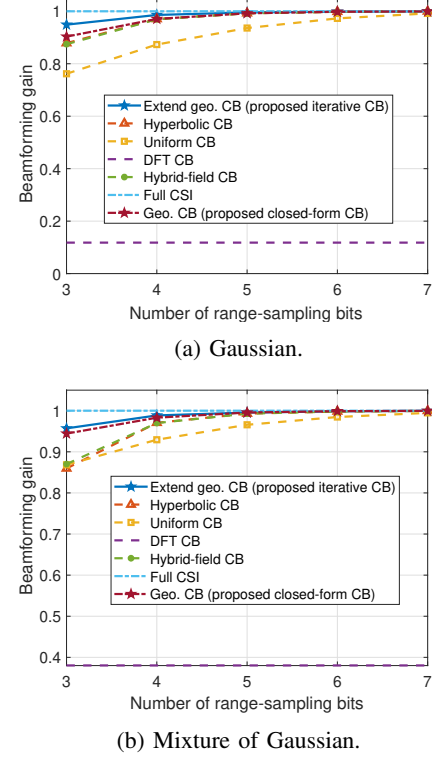 1
0.8
0.6
0.4
0.2
0
Beamforming gain
Extend geo. CB (proposed iterative CB)
Hyperbolic CB
Uniform CB
DFT CB
Hybrid-field CB
Full CSI
Geo. CB (proposed closed-form CB)
3 4 5 6 7
Number of range-sampling bits
(a) Gaussian.
1
0.9
0.8
0.7
0.6
0.5
0.4
Beamforming gain
Extend geo. CB (proposed iterative CB)
Hyperbolic CB
Uniform CB
DFT CB
Hybrid-field CB
Full CSI
Geo. CB (proposed closed-form CB)
3 4 5 6 7
Number of range-sampling bits
(b) Mixture of Gaussian.